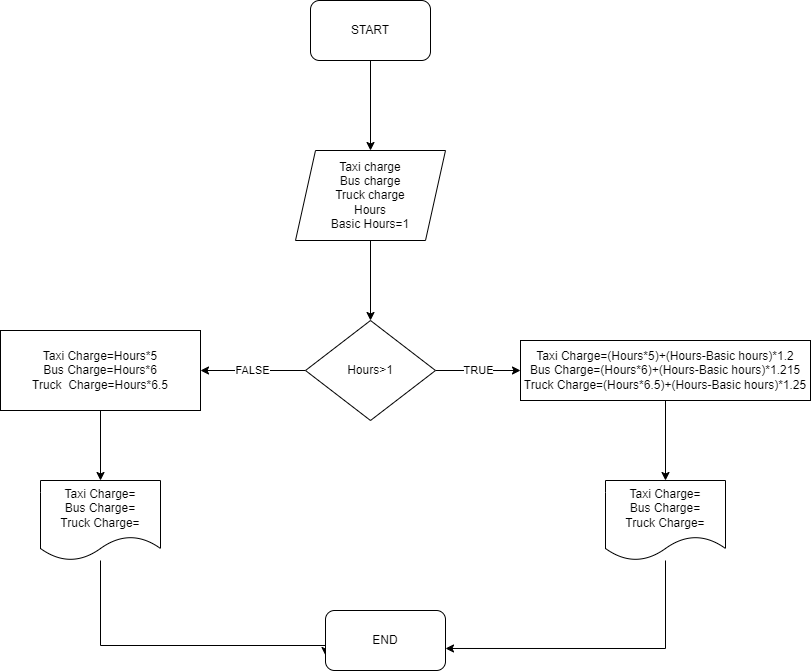 START
Taxi charge
Bus charge
Truck charge
Hours
Basic Hours=1
Hours>1
FALSE
TRUE
Taxi Charge=Hours*5
Bus Charge=Hours*6
Truck  Charge=Hours*6.5
Taxi Charge=(Hours*5)+(Hours-Basic hours)*1.2
Bus Charge=(Hours*6)+(Hours-Basic hours)*1.215
Truck Charge=(Hours*6.5)+(Hours-Basic hours)*1.25
Taxi Charge=
Bus Charge=
Truck Charge=
Taxi Charge=
Bus Charge=
Truck Charge=
END